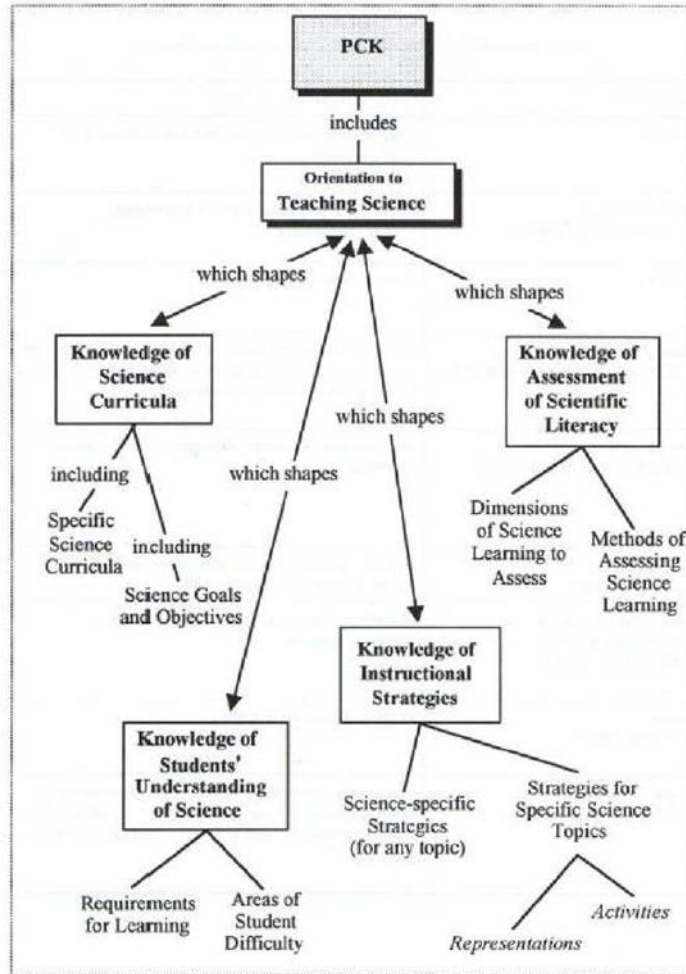 PCK
includes
Orientation to
Teaching Science
which shapes
which shapes
Knowledge of
Science
Curricula
Knowledge of
Assessment
of Scientific
Literacy
which shapes
which shapes
including
Specific
Science
Curricula
including
Science Goals
and Objectives
Dimensions
of Science
Learning to
Assess
Methods of
Assessing
Science
Learning
Knowledge of
Instructional
Strategies
Knowledge of
Students'
Understanding
of Science
Science-specific
Strategies
(for any topic)
Strategies for
Specific Science
Topics
Requirements
for Learning
Areas of
Student
Difficulty
Representations
Activities